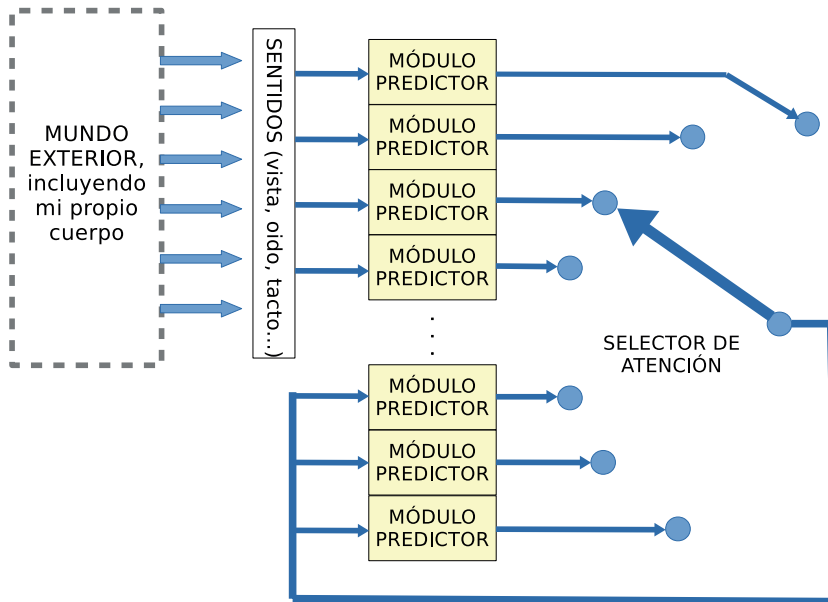 MUNDO
EXTERIOR,
incluyendo
mi propio
cuerpo
SENTIDOS (vista, oido, tacto...)
MÓDULO
PREDICTOR
MÓDULO
PREDICTOR
MÓDULO
PREDICTOR
MÓDULO
PREDICTOR
.
.
.
SELECTOR DE
ATENCIÓN
MÓDULO
PREDICTOR
MÓDULO
PREDICTOR
MÓDULO
PREDICTOR